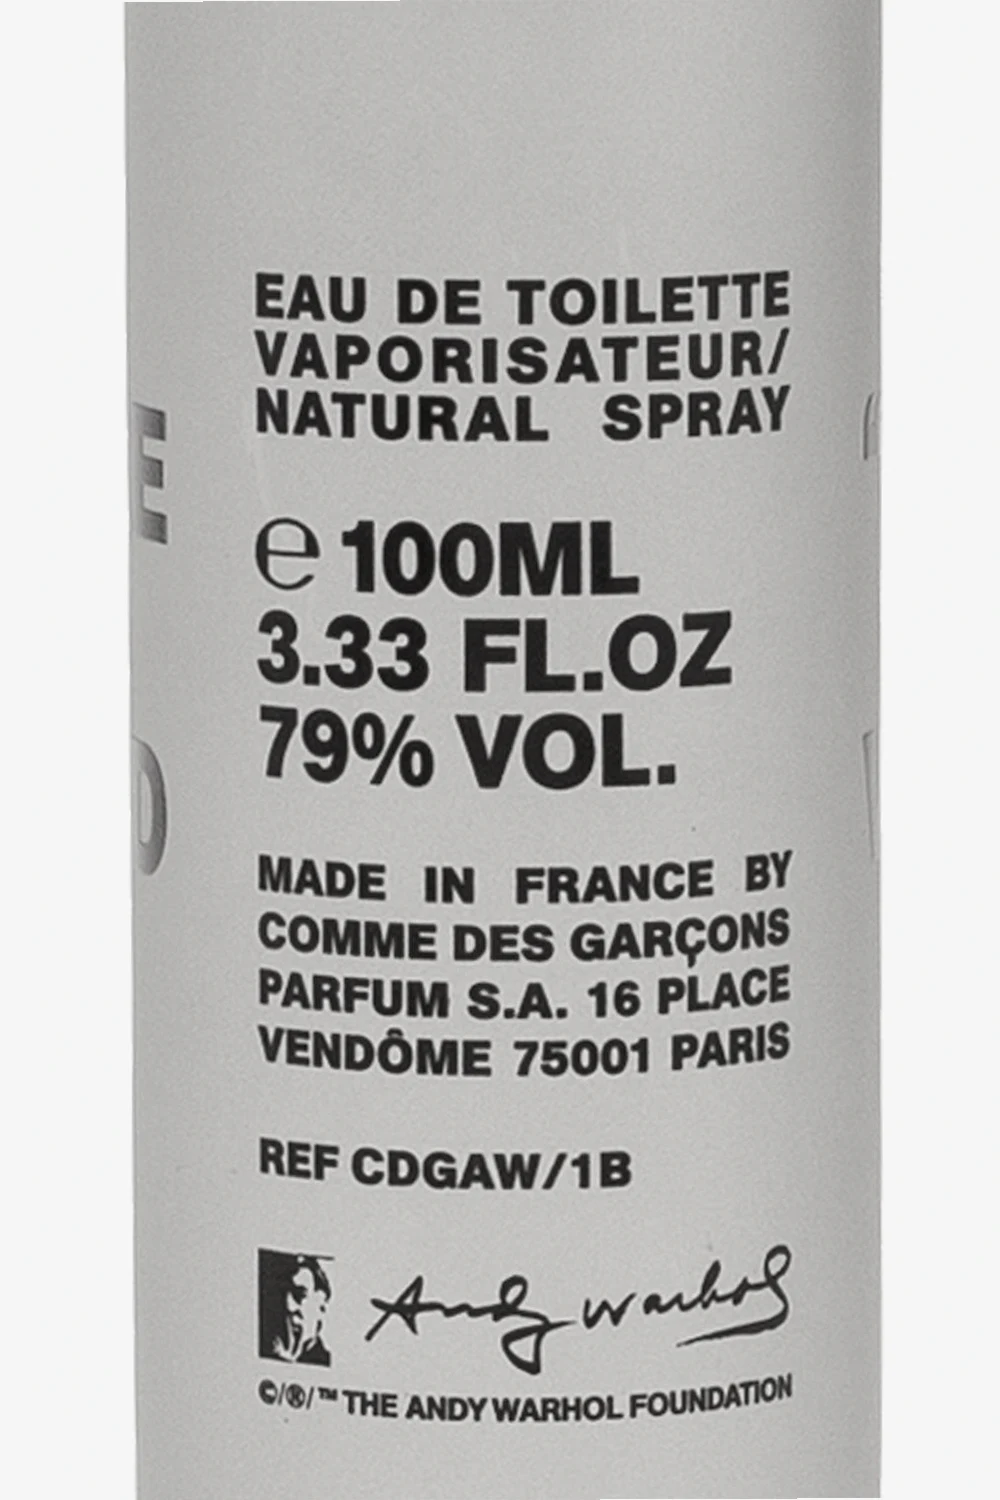 EAU DE TOILETTE
VAPORISATEUR/
NATURAL SPRAY
℮ 100ML
3.33 FL.OZ
79% VOL.
MADE IN FRANCE BY
COMME DES GARÇONS
PARFUM S.A. 16 PLACE
VENDÔME 75001 PARIS
REF CDGAW/1B
Andy Warhol
©/®/™ THE ANDY WARHOL FOUNDATION
E
D